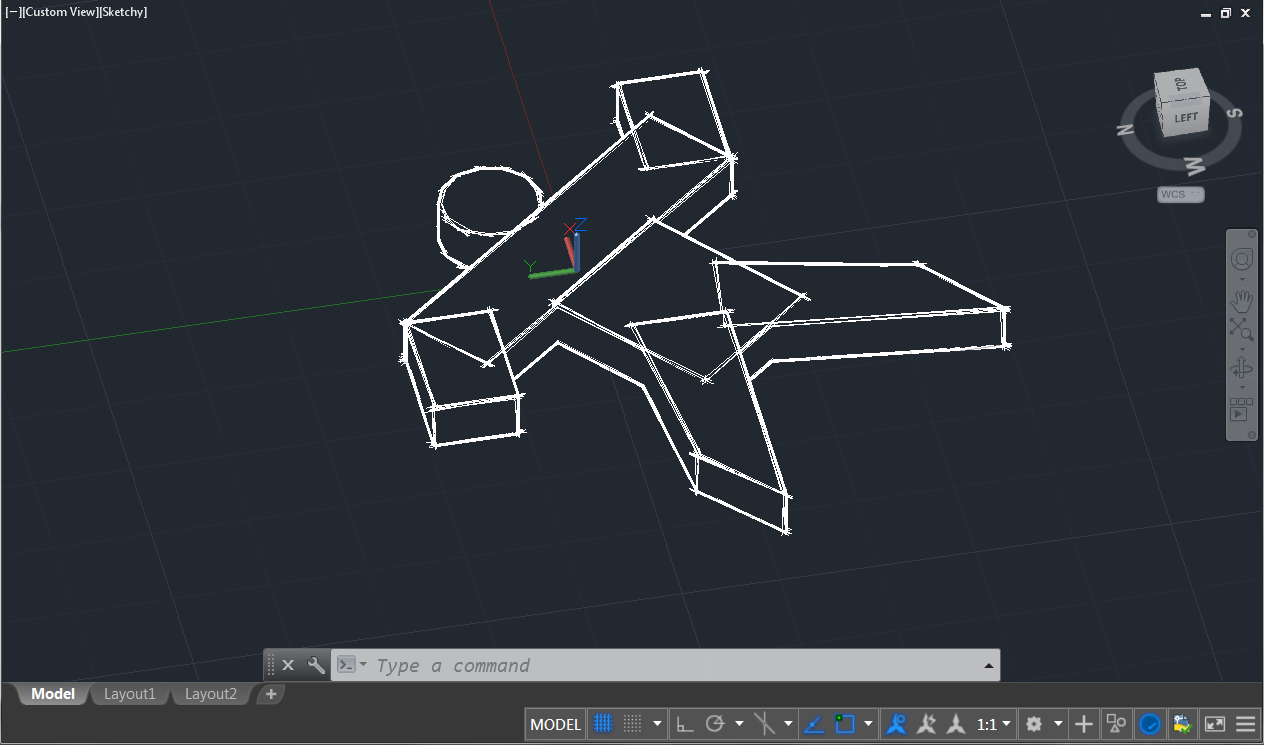 [−][Custom View][Sketchy]
TOP
LEFT
N
S
W
WCS
X
Z
Y
Type a command
Model
Layout1
Layout2
+
MODEL
1:1